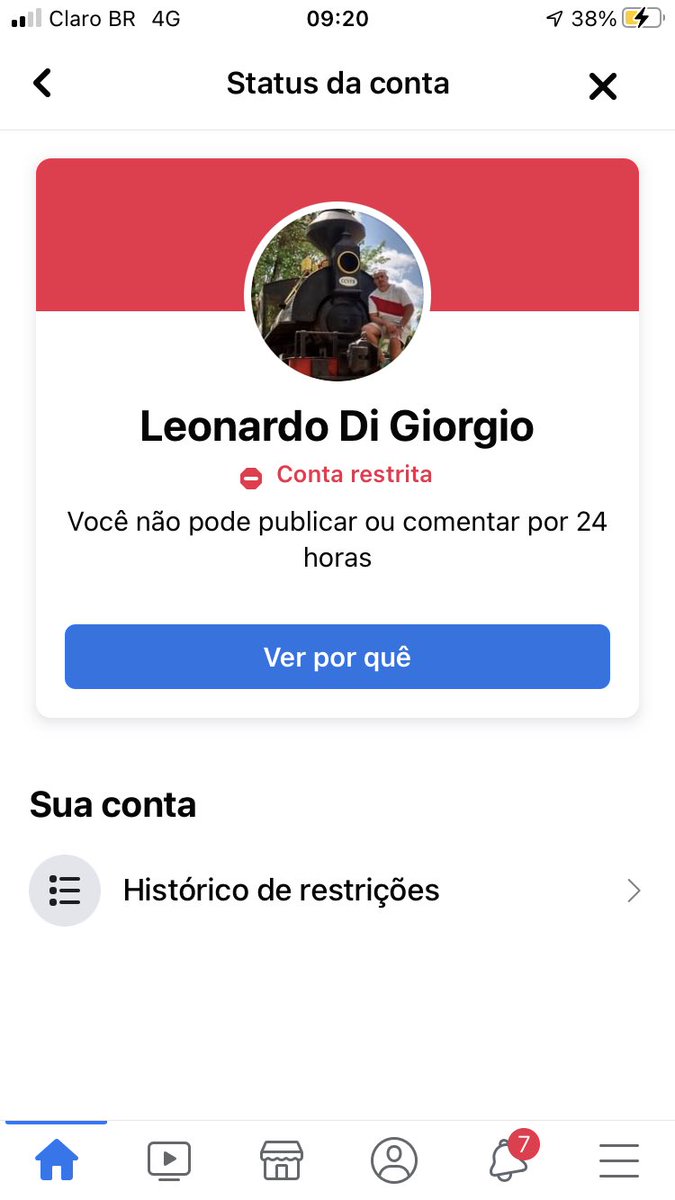 Claro BR 4G 09:20 38%
Status da conta
Leonardo Di Giorgio
Conta restrita
Você não pode publicar ou comentar por 24
horas
Ver por quê
Sua conta
Histórico de restrições
7